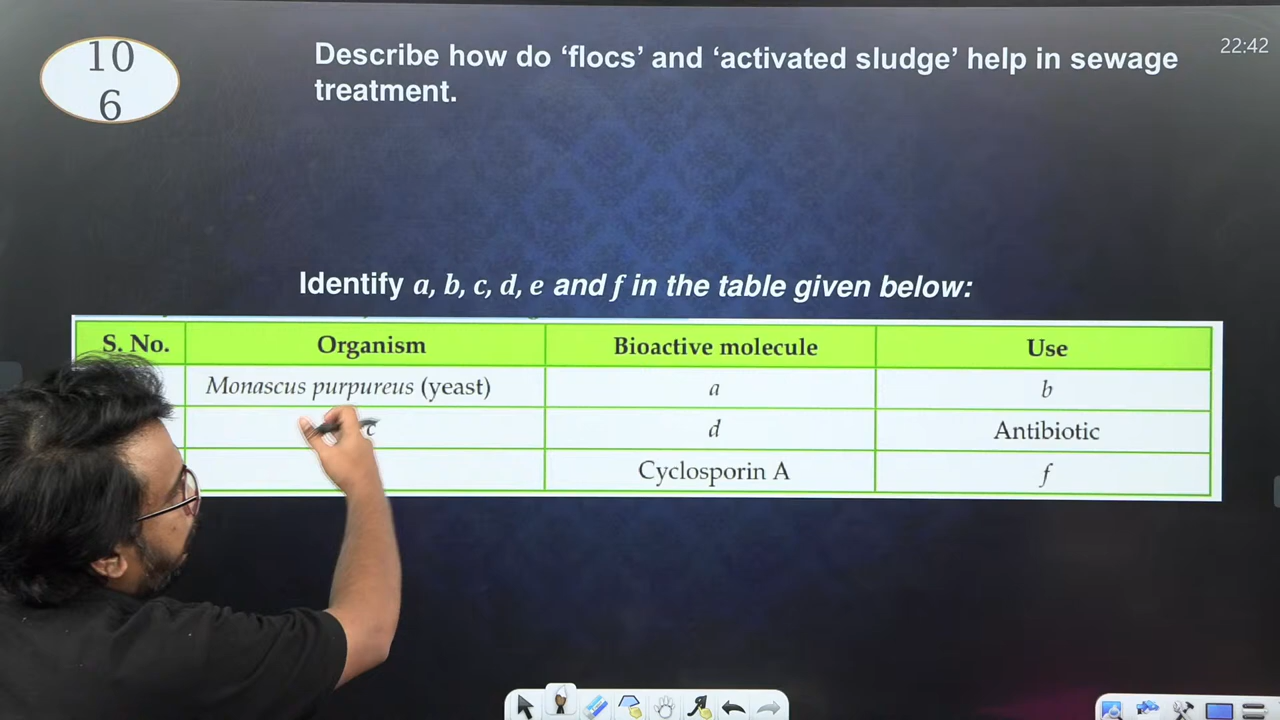 10
6
Describe how do ‘flocs’ and ‘activated sludge’ help in sewage
treatment.
22:42
Identify a, b, c, d, e and f in the table given below:
S. No. Organism Bioactive molecule Use
Monascus purpureus (yeast) a b
c d Antibiotic
Cyclosporin A f